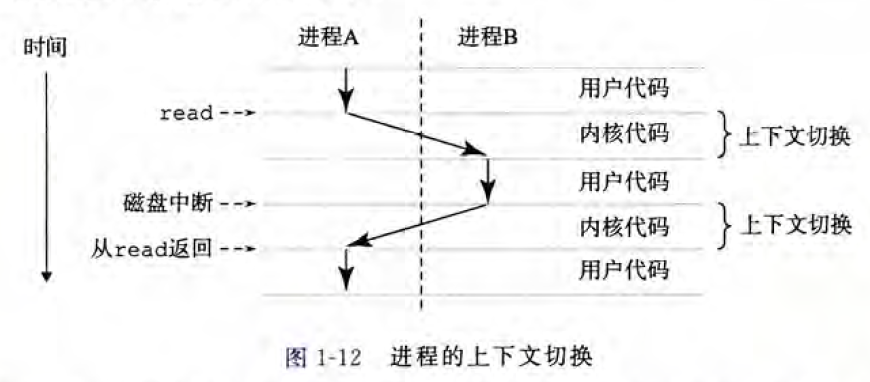 时间
进程A
进程B
用户代码
read
内核代码
上下文切换
用户代码
磁盘中断
内核代码
上下文切换
从read返回
用户代码
图 1-12 进程的上下文切换